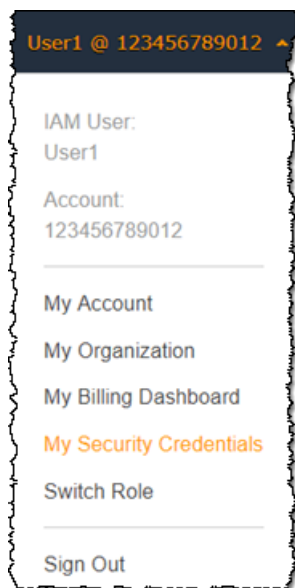 User1 @ 123456789012
IAM User:
User1
Account:
123456789012
My Account
My Organization
My Billing Dashboard
My Security Credentials
Switch Role
Sign Out